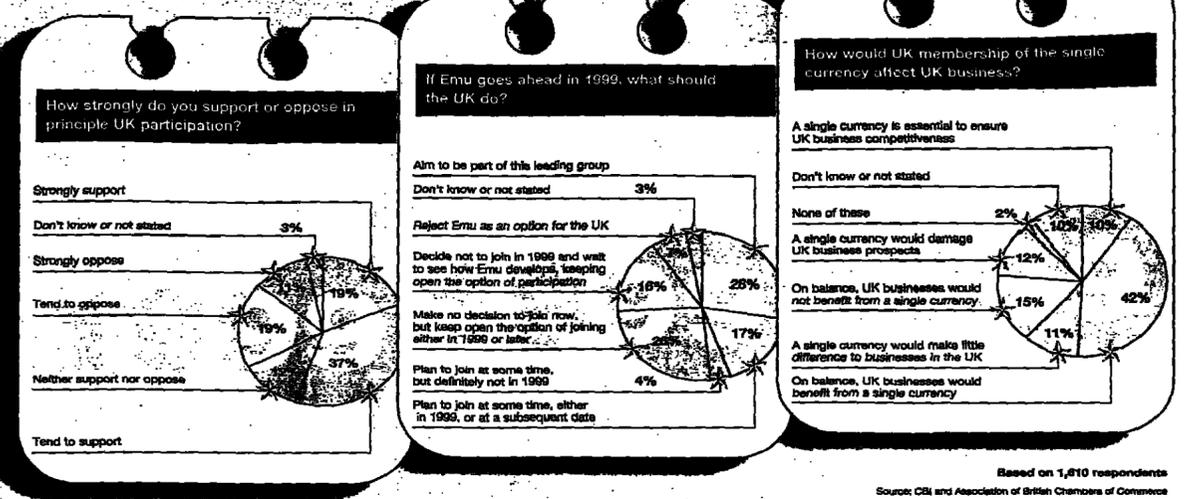 How strongly do you support or oppose in
principle UK participation?
Strongly support
Don't know or not stated 3%
Strongly oppose
19%
Tend to oppose
19%
37%
Neither support nor oppose
Tend to support
If Emu goes ahead in 1999, what should
the UK do?
Aim to be part of this leading group
Don't know or not stated 3%
Reject Emu as an option for the UK
Decide not to join in 1999 and wait
to see how Emu develops, keeping
open the option of participation
16%
Make no decision to join now,
but keep open the option of joining
either in 1999 or later
17%
Plan to join at some time,
but definitely not in 1999
4%
Plan to join at some time, either
in 1999, or at a subsequent date
How would UK membership of the single
currency affect UK business?
A single currency is essential to ensure
UK business competitiveness
Don't know or not stated
10% 10%
None of these 2%
A single currency would damage
UK business prospects
12%
On balance, UK businesses would
not benefit from a single currency
15%
42%
11%
A single currency would make little
difference to businesses in the UK
On balance, UK businesses would
benefit from a single currency
Based on 1,610 respondents
Source: CBI and Association of British Chambers of Commerce